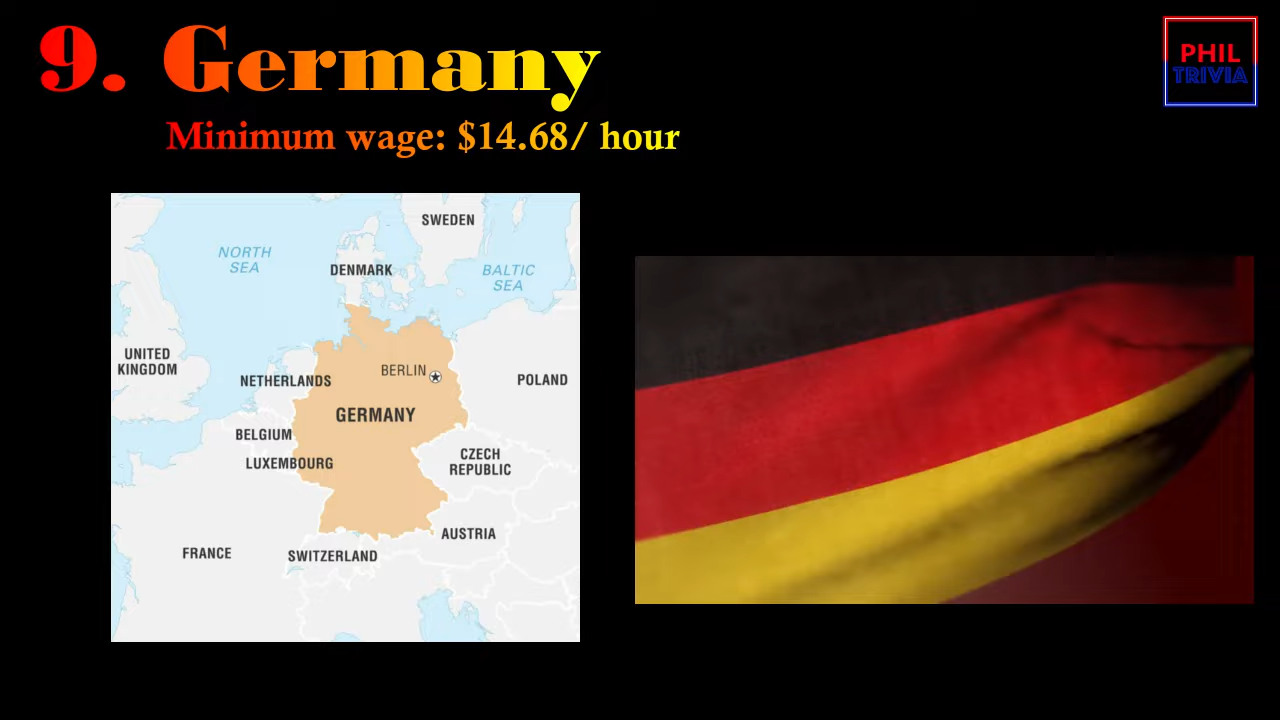 9. Germany
Minimum wage: $14.68/ hour
PHIL
TRIVIA
SWEDEN
NORTH
SEA
DENMARK
BALTIC
SEA
UNITED
KINGDOM
BERLIN
NETHERLANDS
POLAND
GERMANY
BELGIUM
CZECH
REPUBLIC
LUXEMBOURG
AUSTRIA
FRANCE
SWITZERLAND